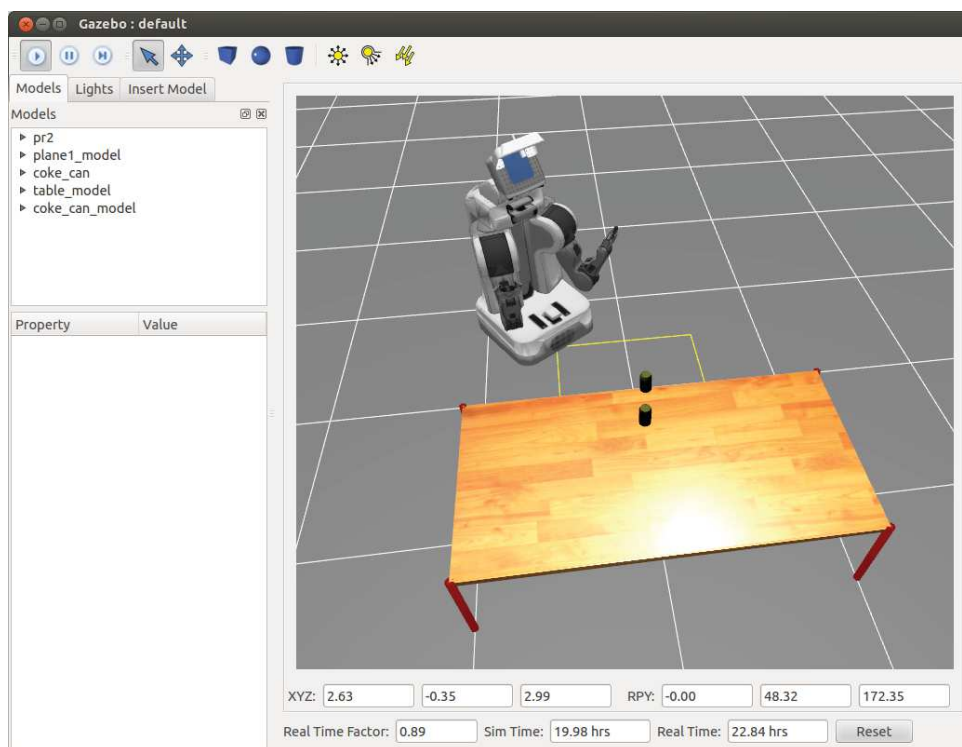 Gazebo : default
Models Lights Insert Model
Models
pr2
plane1_model
coke_can
table_model
coke_can_model
Property Value
XYZ: 2.63 -0.35 2.99 RPY: -0.00 48.32 172.35
Real Time Factor: 0.89 Sim Time: 19.98 hrs Real Time: 22.84 hrs Reset